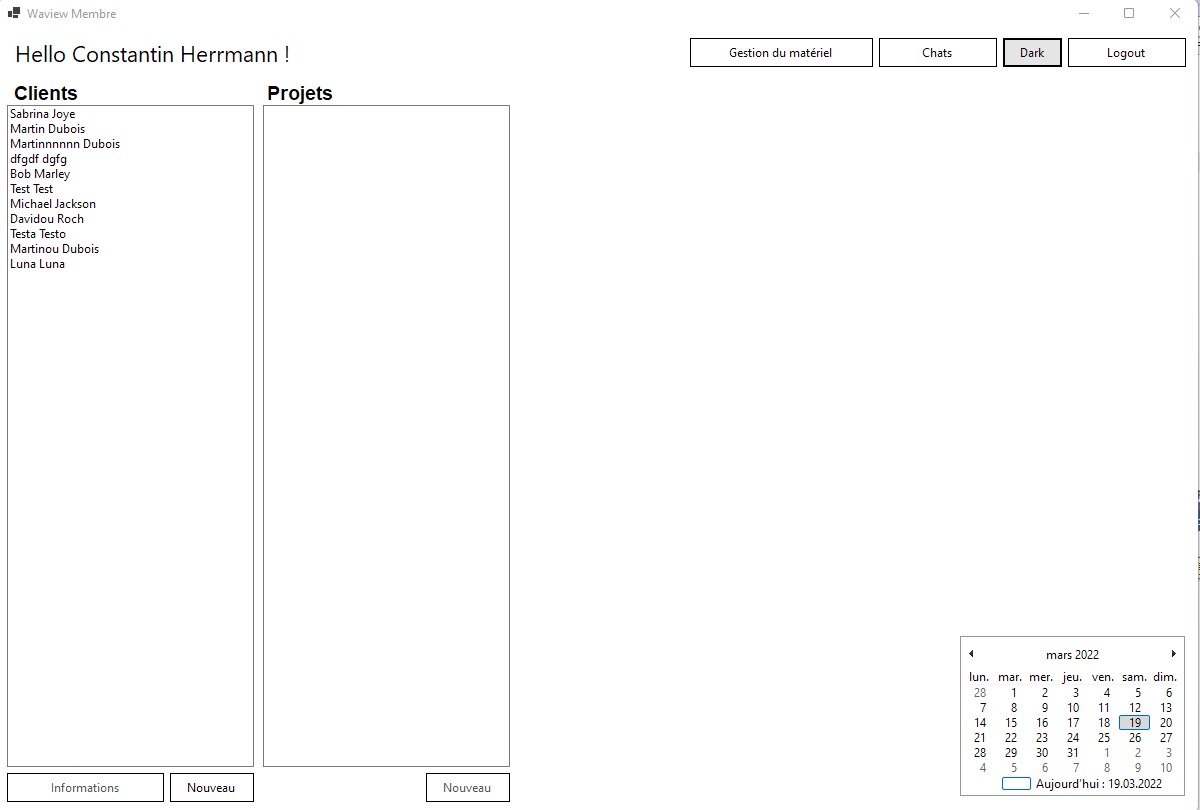 Waview Membre
Hello Constantin Herrmann !
Gestion du matériel
Chats
Dark
Logout
Clients
Projets
Sabrina Joye
Martin Dubois
Martinnnnnn Dubois
dfgdf dgfg
Bob Marley
Test Test
Michael Jackson
Davidou Roch
Testa Testo
Martinou Dubois
Luna Luna
mars 2022
lun. mar. mer. jeu. ven. sam. dim.
28 1 2 3 4 5 6
7 8 9 10 11 12 13
14 15 16 17 18 19 20
21 22 23 24 25 26 27
28 29 30 31 1 2 3
4 5 6 7 8 9 10
Aujourd'hui : 19.03.2022
Informations
Nouveau
Nouveau